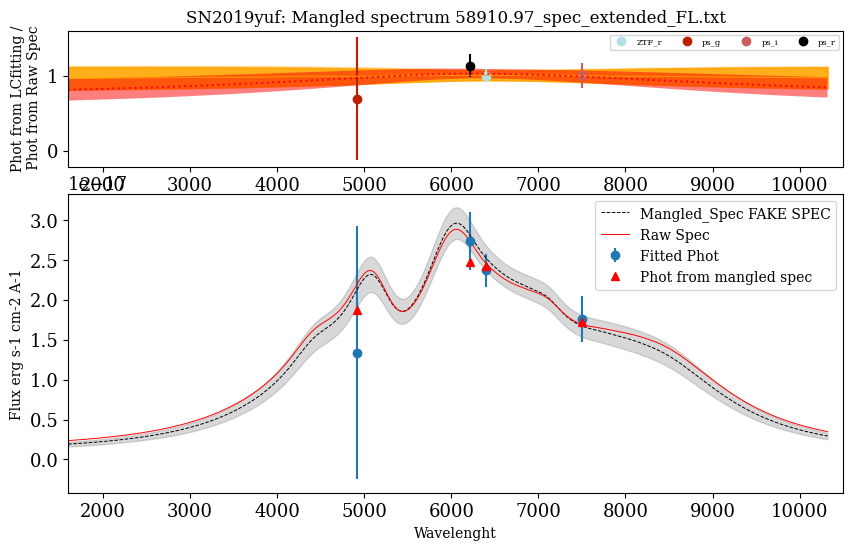 SN2019yuf: Mangled spectrum 58910.97_spec_extended_FL.txt
Phot from LCfitting /
Phot from Raw Spec
1
0
ZTF_r ps_g ps_i ps_r
2000 3000 4000 5000 6000 7000 8000 9000 10000
1e−17
3.0
2.5
2.0
1.5
1.0
0.5
0.0
Flux erg s-1 cm-2 A-1
Mangled_Spec FAKE SPEC
Raw Spec
Fitted Phot
Phot from mangled spec
2000 3000 4000 5000 6000 7000 8000 9000 10000
Wavelenght